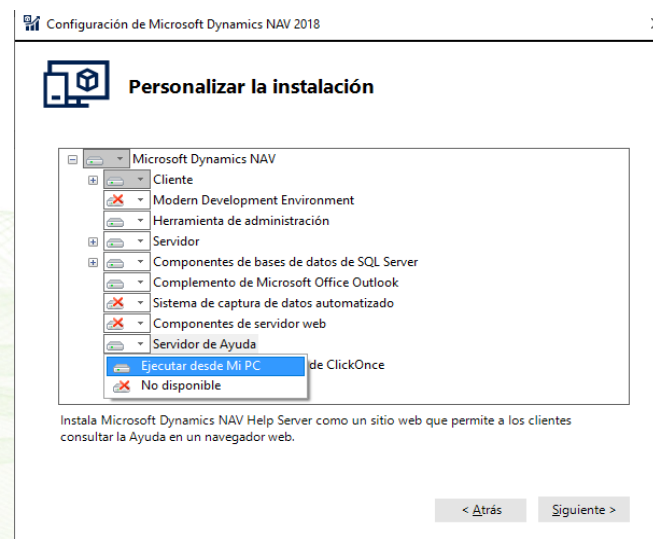 Configuración de Microsoft Dynamics NAV 2018
Personalizar la instalación
Microsoft Dynamics NAV
Cliente
Modern Development Environment
Herramienta de administración
Servidor
Componentes de bases de datos de SQL Server
Complemento de Microsoft Office Outlook
Sistema de captura de datos automatizado
Componentes de servidor web
Servidor de Ayuda
Ejecutar desde Mi PC
de ClickOnce
No disponible
Instala Microsoft Dynamics NAV Help Server como un sitio web que permite a los clientes
consultar la Ayuda en un navegador web.
< Atrás
Siguiente >